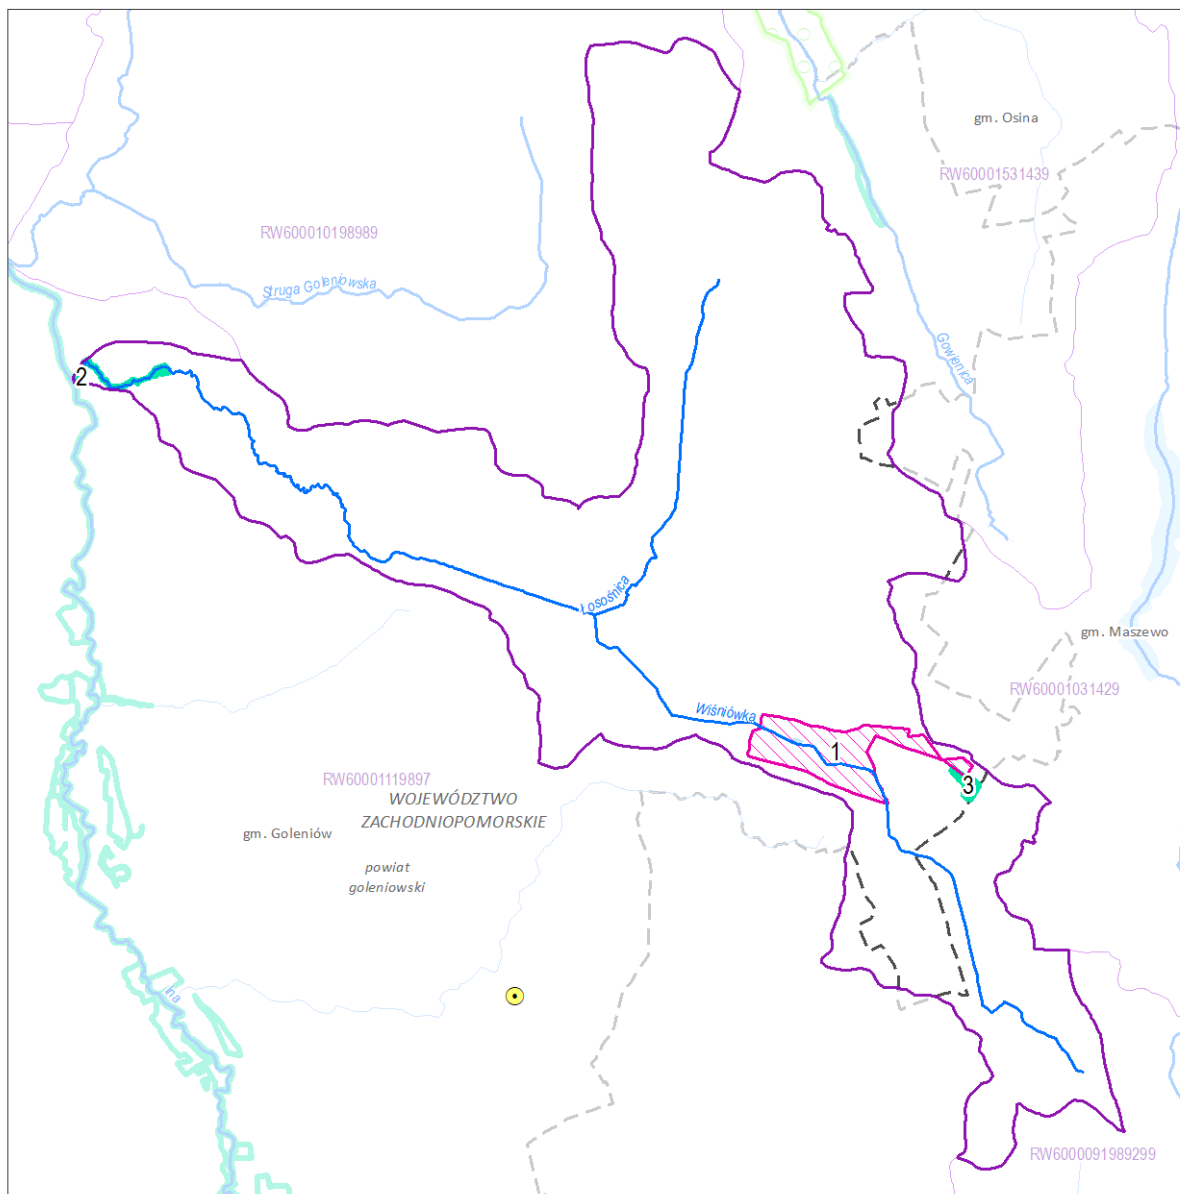 gm. Osina
RW60001531439
RW600010198989
Struga Goleniowska
Gowienica
2
Łosośnica
gm. Maszewo
RW60001031429
Wiśniówka
1
3
RW60001119897
WOJEWÓDZTWO
ZACHODNIOPOMORSKIE
gm. Goleniów
powiat
goleniowski
Ina
RW6000091989299